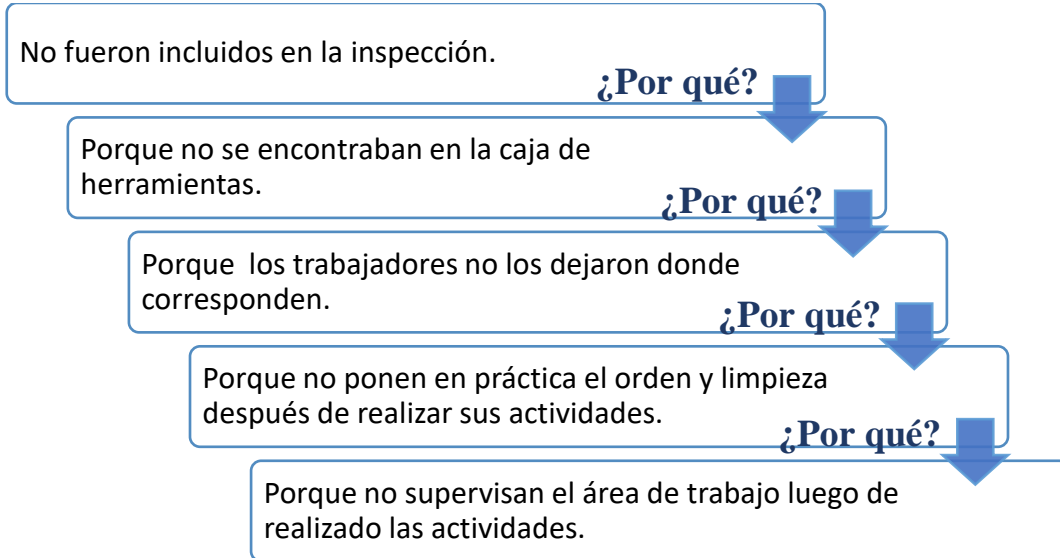 No fueron incluidos en la inspección.
¿Por qué?
Porque no se encontraban en la caja de
herramientas.
¿Por qué?
Porque los trabajadores no los dejaron donde
corresponden.
¿Por qué?
Porque no ponen en práctica el orden y limpieza
después de realizar sus actividades.
¿Por qué?
Porque no supervisan el área de trabajo luego de
realizado las actividades.